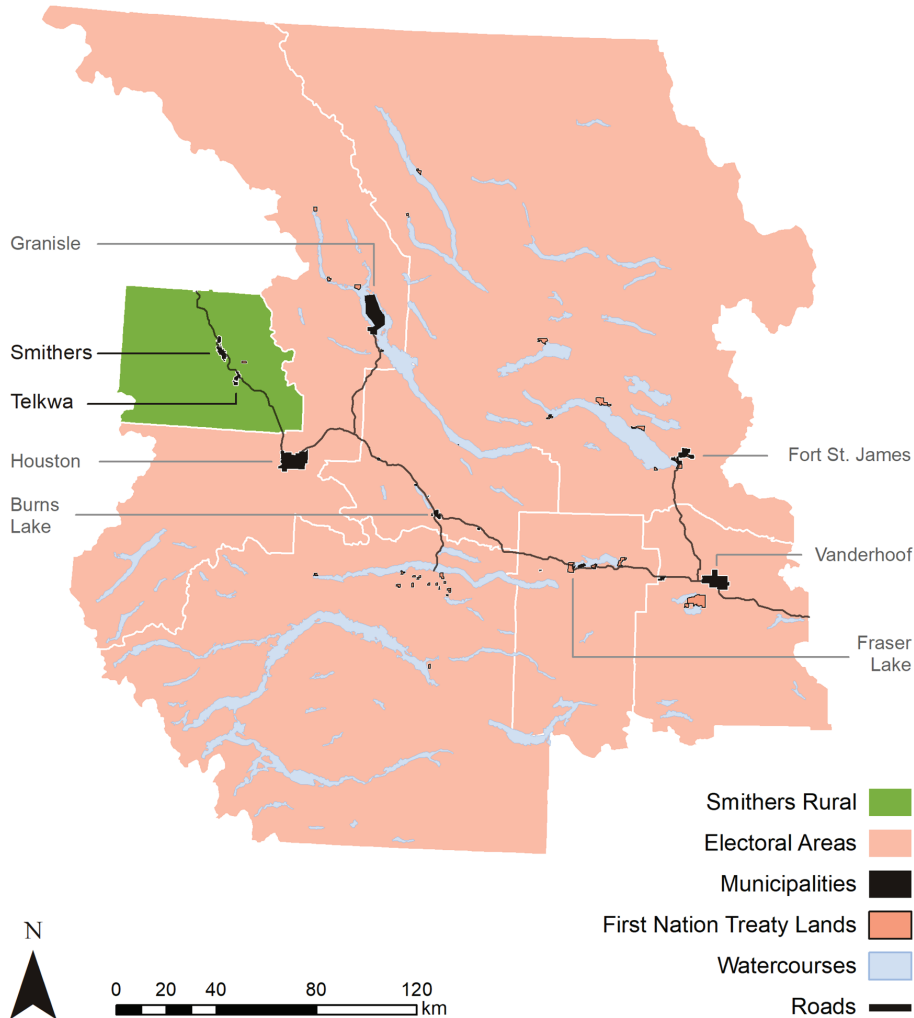 Granisle
Smithers
Telkwa
Houston
Burns
Lake
Fort St. James
Vanderhoof
Fraser
Lake
Smithers Rural
Electoral Areas
Municipalities
First Nation Treaty Lands
Watercourses
Roads
N
0 20 40 80 120
km